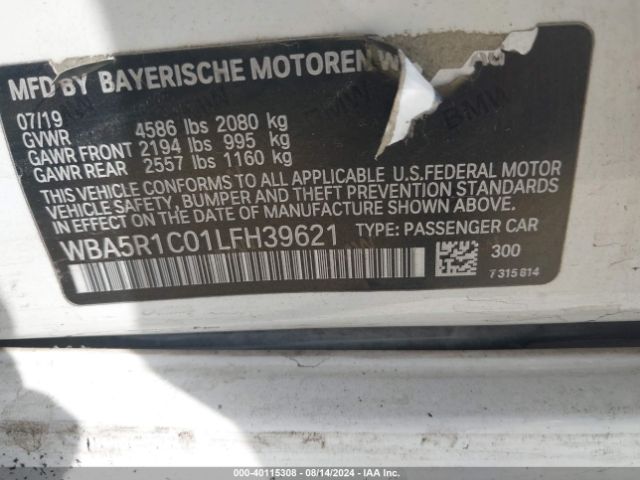 MFD BY BAYERISCHE MOTOREN W
07/19
GVWR 4586 lbs 2080 kg
GAWR FRONT 2194 lbs 995 kg
GAWR REAR 2557 lbs 1160 kg
THIS VEHICLE CONFORMS TO ALL APPLICABLE U.S.FEDERAL MOTOR
VEHICLE SAFETY, BUMPER AND THEFT PREVENTION STANDARDS
IN EFFECT ON THE DATE OF MANUFACTURE SHOWN ABOVE.
WBA5R1C01LFH39621 TYPE: PASSENGER CAR
300
7 315 814
000-40115308 - 08/14/2024 - IAA Inc.